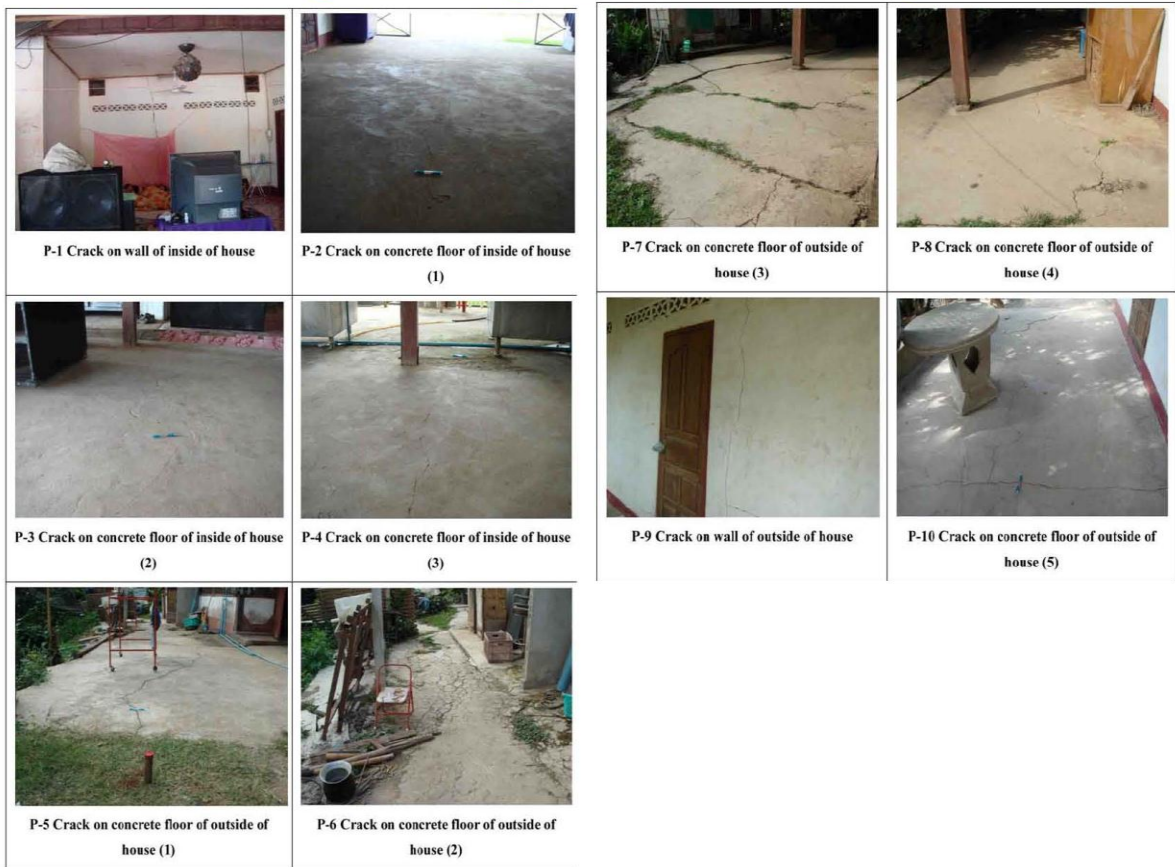 P-1 Crack on wall of inside of house
P-2 Crack on concrete floor of inside of house
(1)
P-3 Crack on concrete floor of inside of house
(2)
P-4 Crack on concrete floor of inside of house
(3)
P-5 Crack on concrete floor of outside of
house (1)
P-6 Crack on concrete floor of outside of
house (2)
P-7 Crack on concrete floor of outside of
house (3)
P-8 Crack on concrete floor of outside of
house (4)
P-9 Crack on wall of outside of house
P-10 Crack on concrete floor of outside of
house (5)